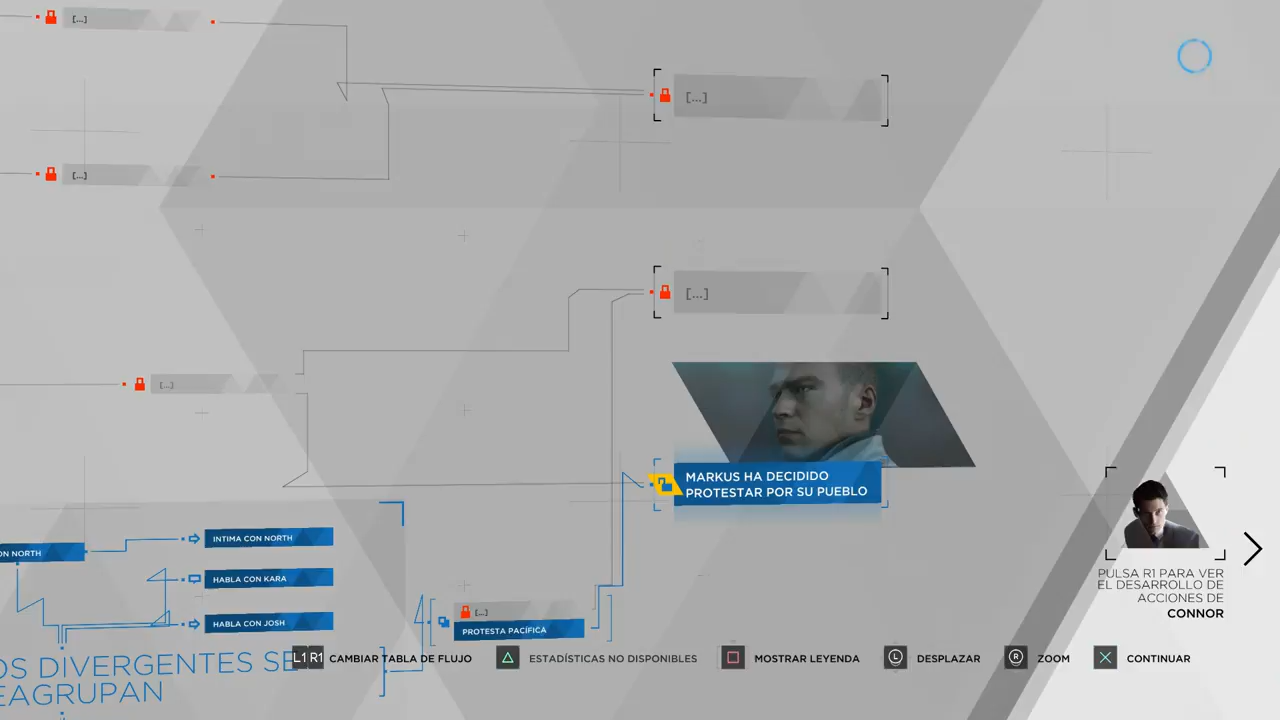 [...]
[...]
[...]
[...]
[...]
MARKUS HA DECIDIDO
PROTESTAR POR SU PUEBLO
ON NORTH
INTIMA CON NORTH
HABLA CON KARA
HABLA CON JOSH
[...]
PROTESTA PACÍFICA
OS DIVERGENTES SE
EAGRUPAN
PULSA R1 PARA VER
EL DESARROLLO DE
ACCIONES DE
CONNOR
L1 R1 CAMBIAR TABLA DE FLUJO
ESTADÍSTICAS NO DISPONIBLES
MOSTRAR LEYENDA
L DESPLAZAR
R ZOOM
CONTINUAR